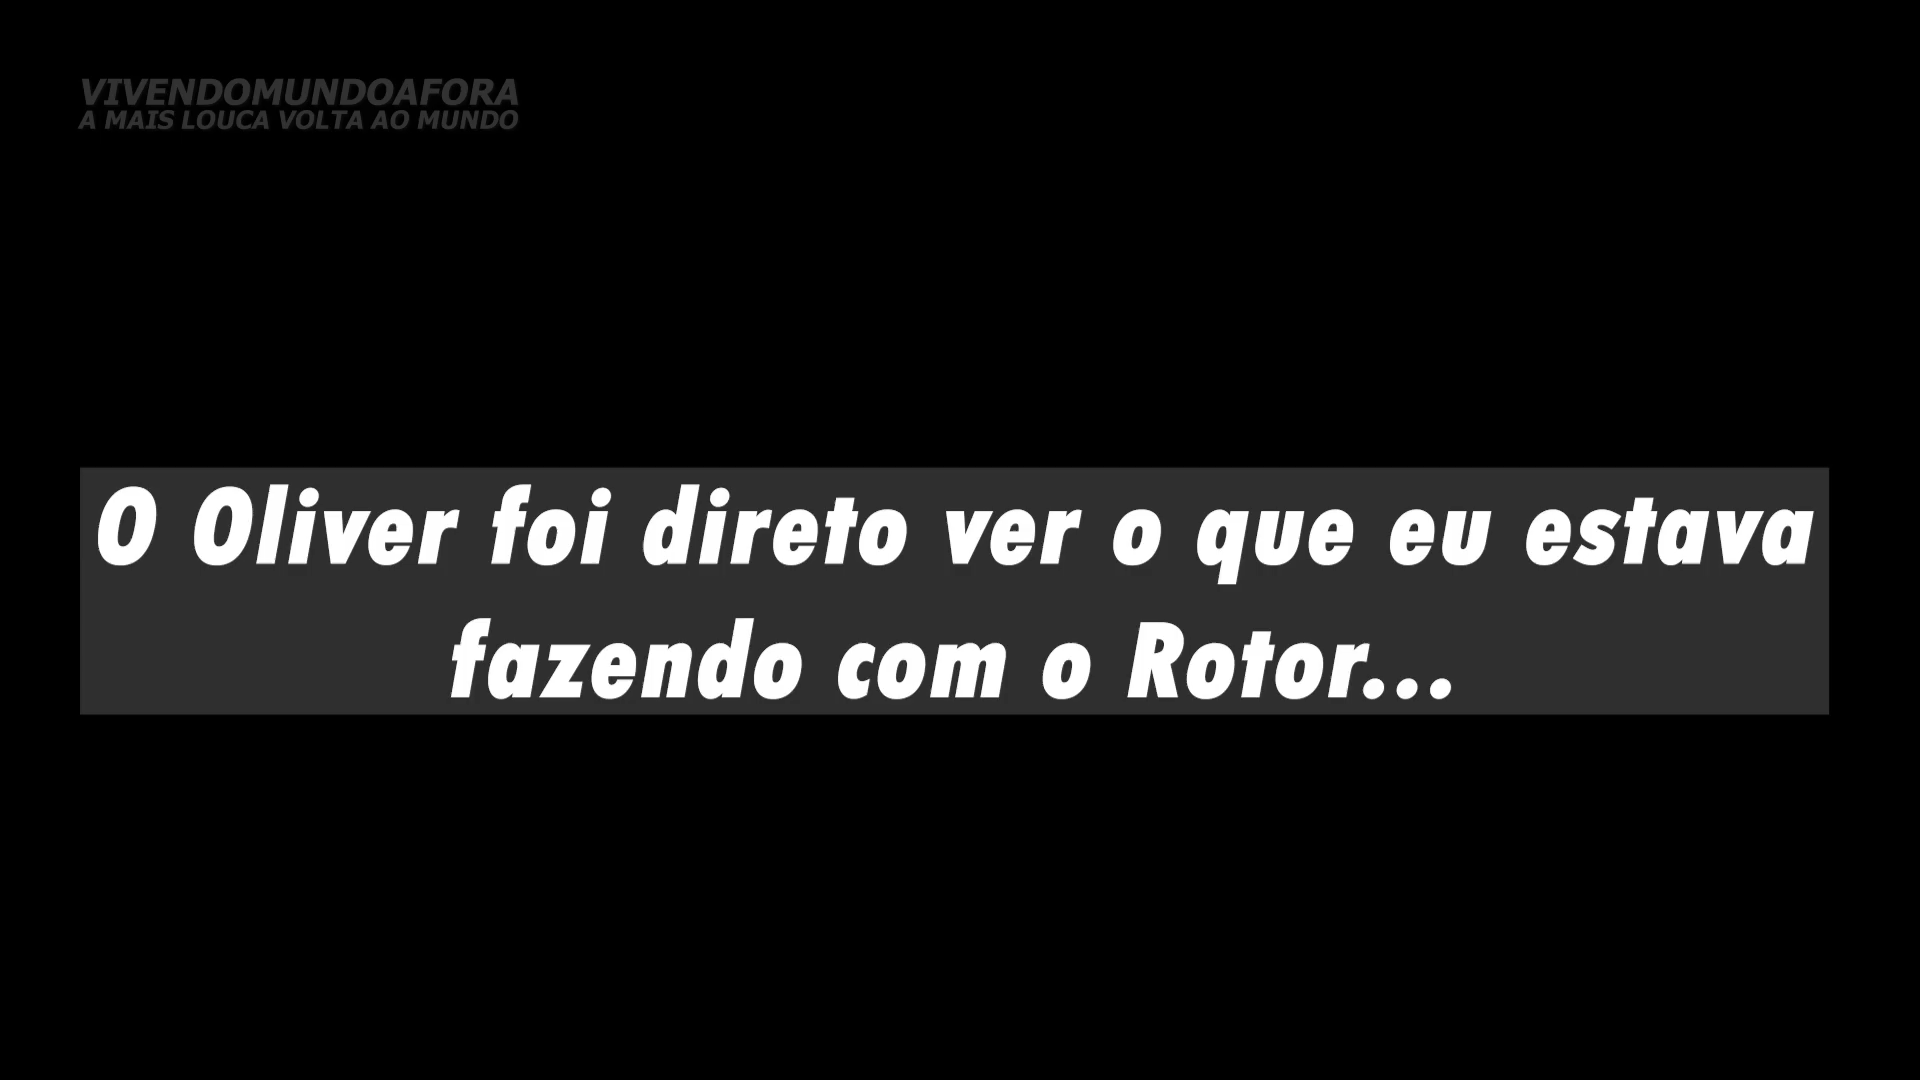 VIVENDOMUNDOAFORA
A MAIS LOUCA VOLTA AO MUNDO
O Oliver foi direto ver o que eu estava
fazendo com o Rotor...